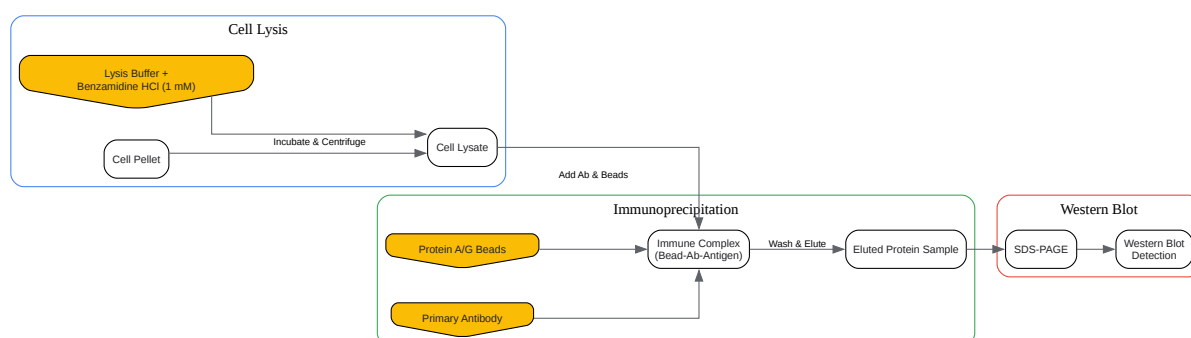 Cell Lysis
Lysis Buffer +
Benzamidine HCl (1 mM)
Incubate & Centrifuge
Cell Pellet
Cell Lysate
Add Ab & Beads
Immunoprecipitation
Protein A/G Beads
Immune Complex
(Bead-Ab-Antigen)
Wash & Elute
Eluted Protein Sample
Primary Antibody
Western Blot
SDS-PAGE
Western Blot
Detection